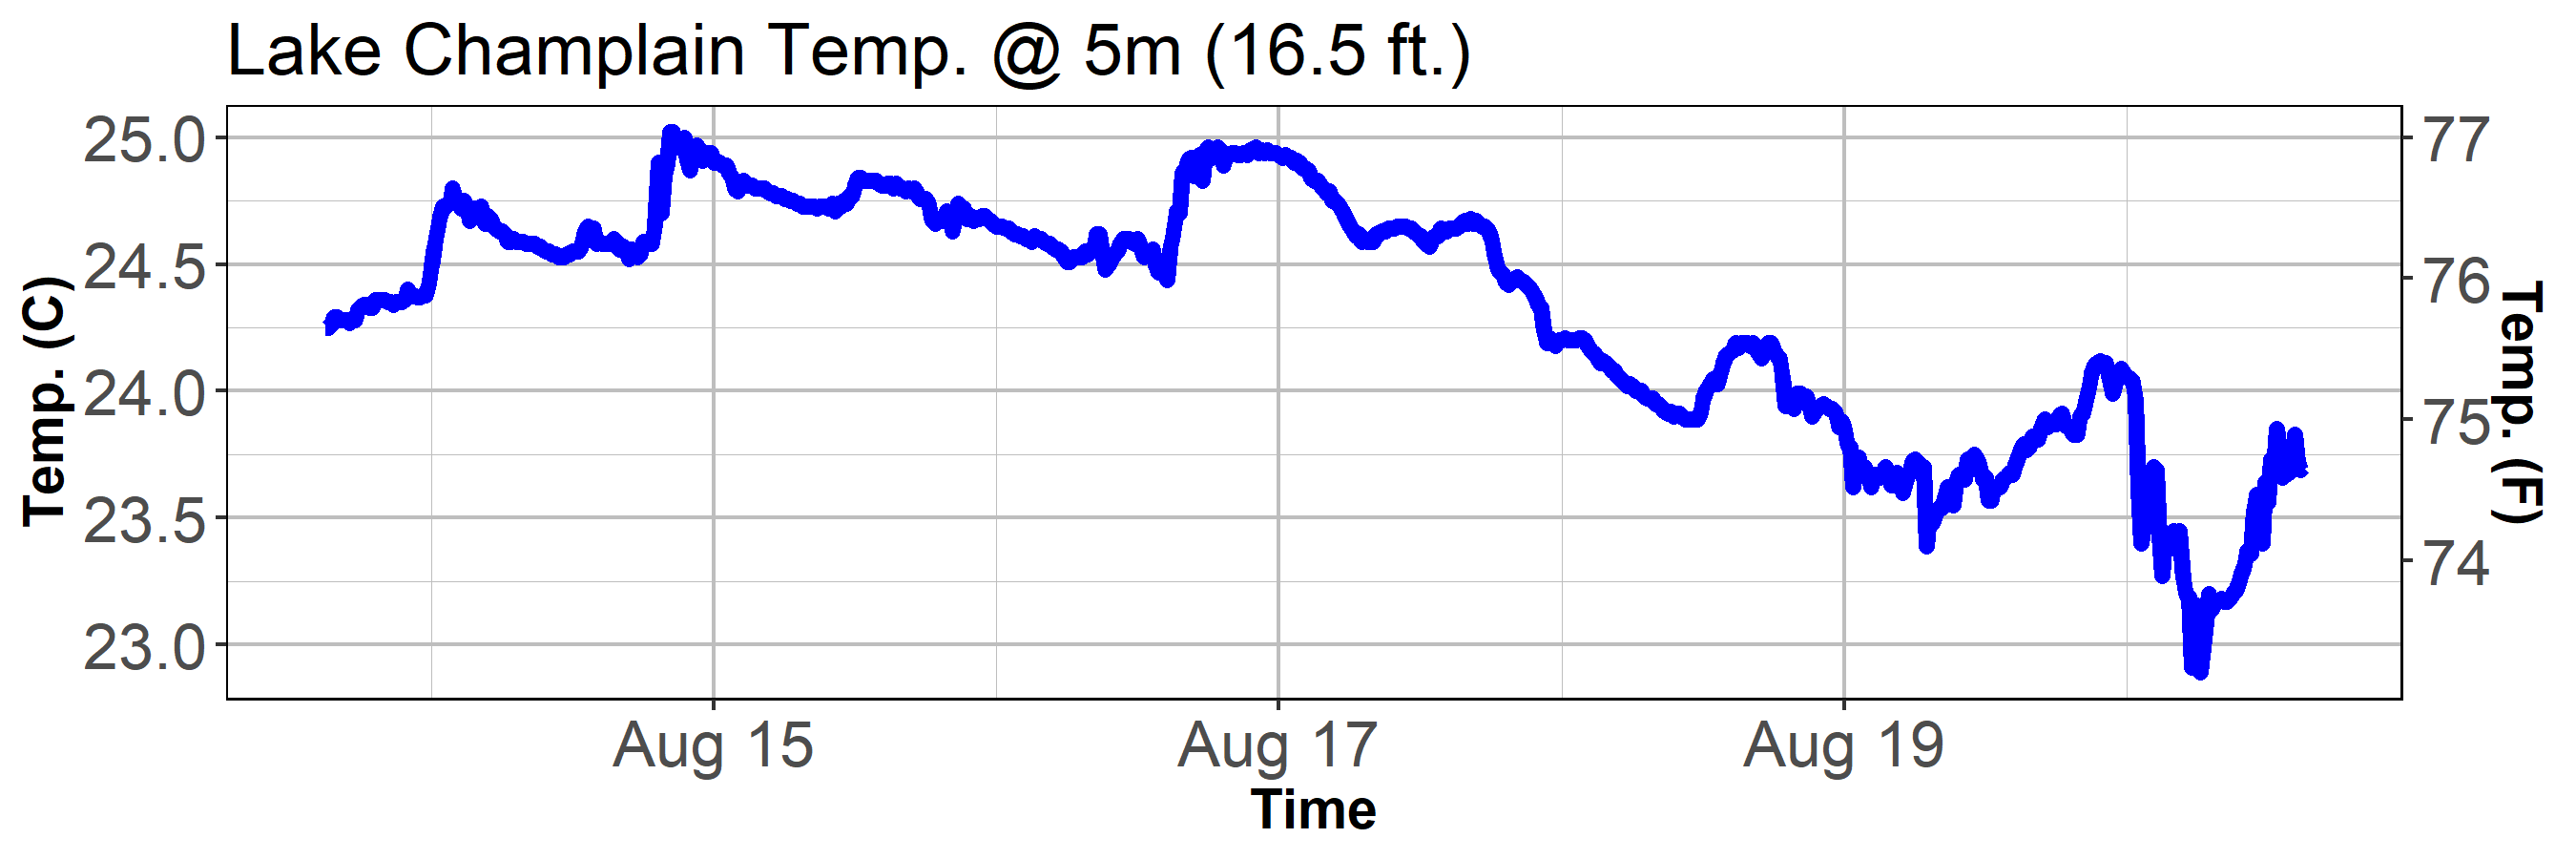 Lake Champlain Temp. @ 5m (16.5 ft.)
Temp. (C)
25.0
24.5
24.0
23.5
23.0
77
76
75
74
Temp. (F)
Aug 15
Aug 17
Aug 19
Time